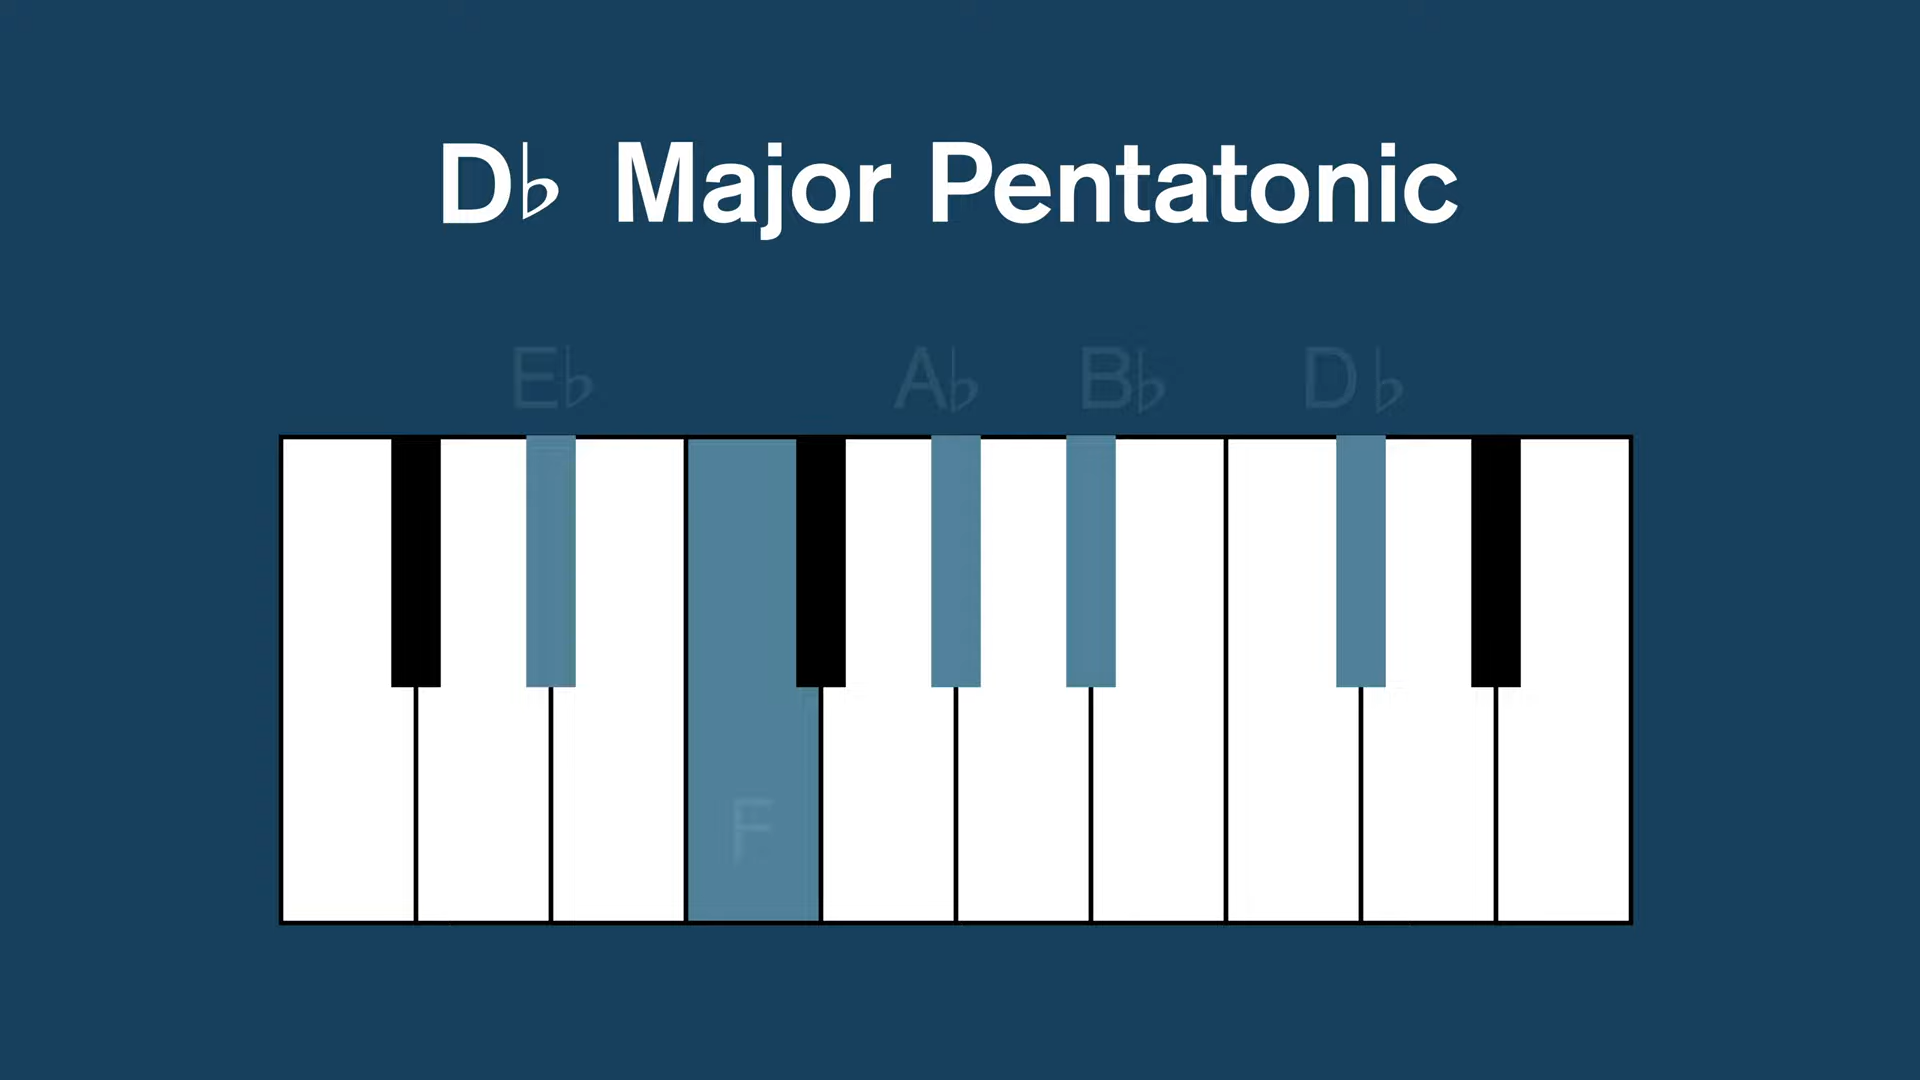 D♭ Major Pentatonic
E♭ A♭ B♭ D♭
F